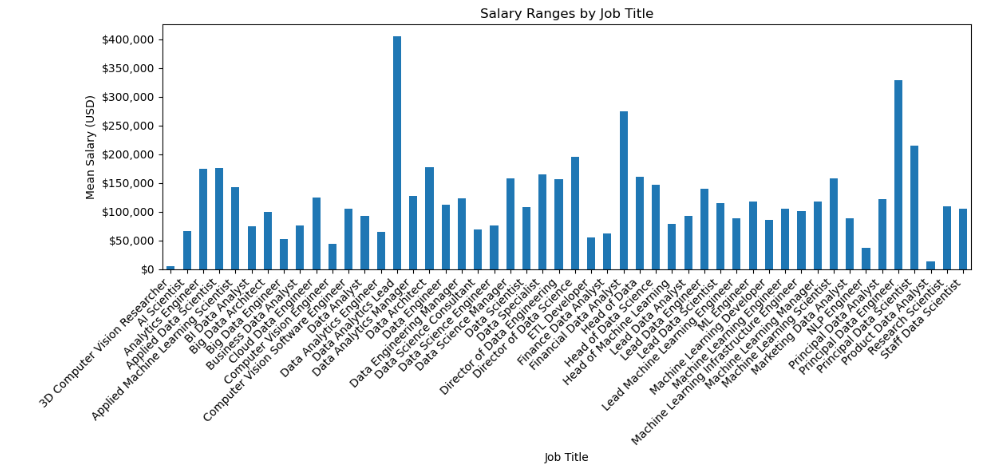 Salary Ranges by Job Title
Mean Salary (USD)
$400,000
$350,000
$300,000
$250,000
$200,000
$150,000
$100,000
$50,000
$0
3D Computer Vision Researcher
AI Scientist
Analytics Engineer
Applied Data Scientist
Applied Machine Learning Scientist
BI Data Analyst
Big Data Architect
Big Data Engineer
Business Data Analyst
Cloud Data Engineer
Computer Vision Engineer
Computer Vision Software Engineer
Data Analyst
Data Analytics Engineer
Data Analytics Lead
Data Analytics Manager
Data Architect
Data Engineer
Data Engineering Manager
Data Science Consultant
Data Science Engineer
Data Science Manager
Data Scientist
Data Specialist
Director of Data Engineering
Director of Data Science
ETL Developer
Finance Data Analyst
Financial Data Analyst
Head of Data
Head of Data Science
Head of Machine Learning
Lead Data Analyst
Lead Data Engineer
Lead Data Scientist
Lead Machine Learning Engineer
ML Engineer
Machine Learning Developer
Machine Learning Engineer
Machine Learning Infrastructure Engineer
Machine Learning Manager
Machine Learning Scientist
Marketing Data Analyst
NLP Engineer
Principal Data Analyst
Principal Data Engineer
Principal Data Scientist
Product Data Analyst
Research Scientist
Staff Data Scientist
Job Title